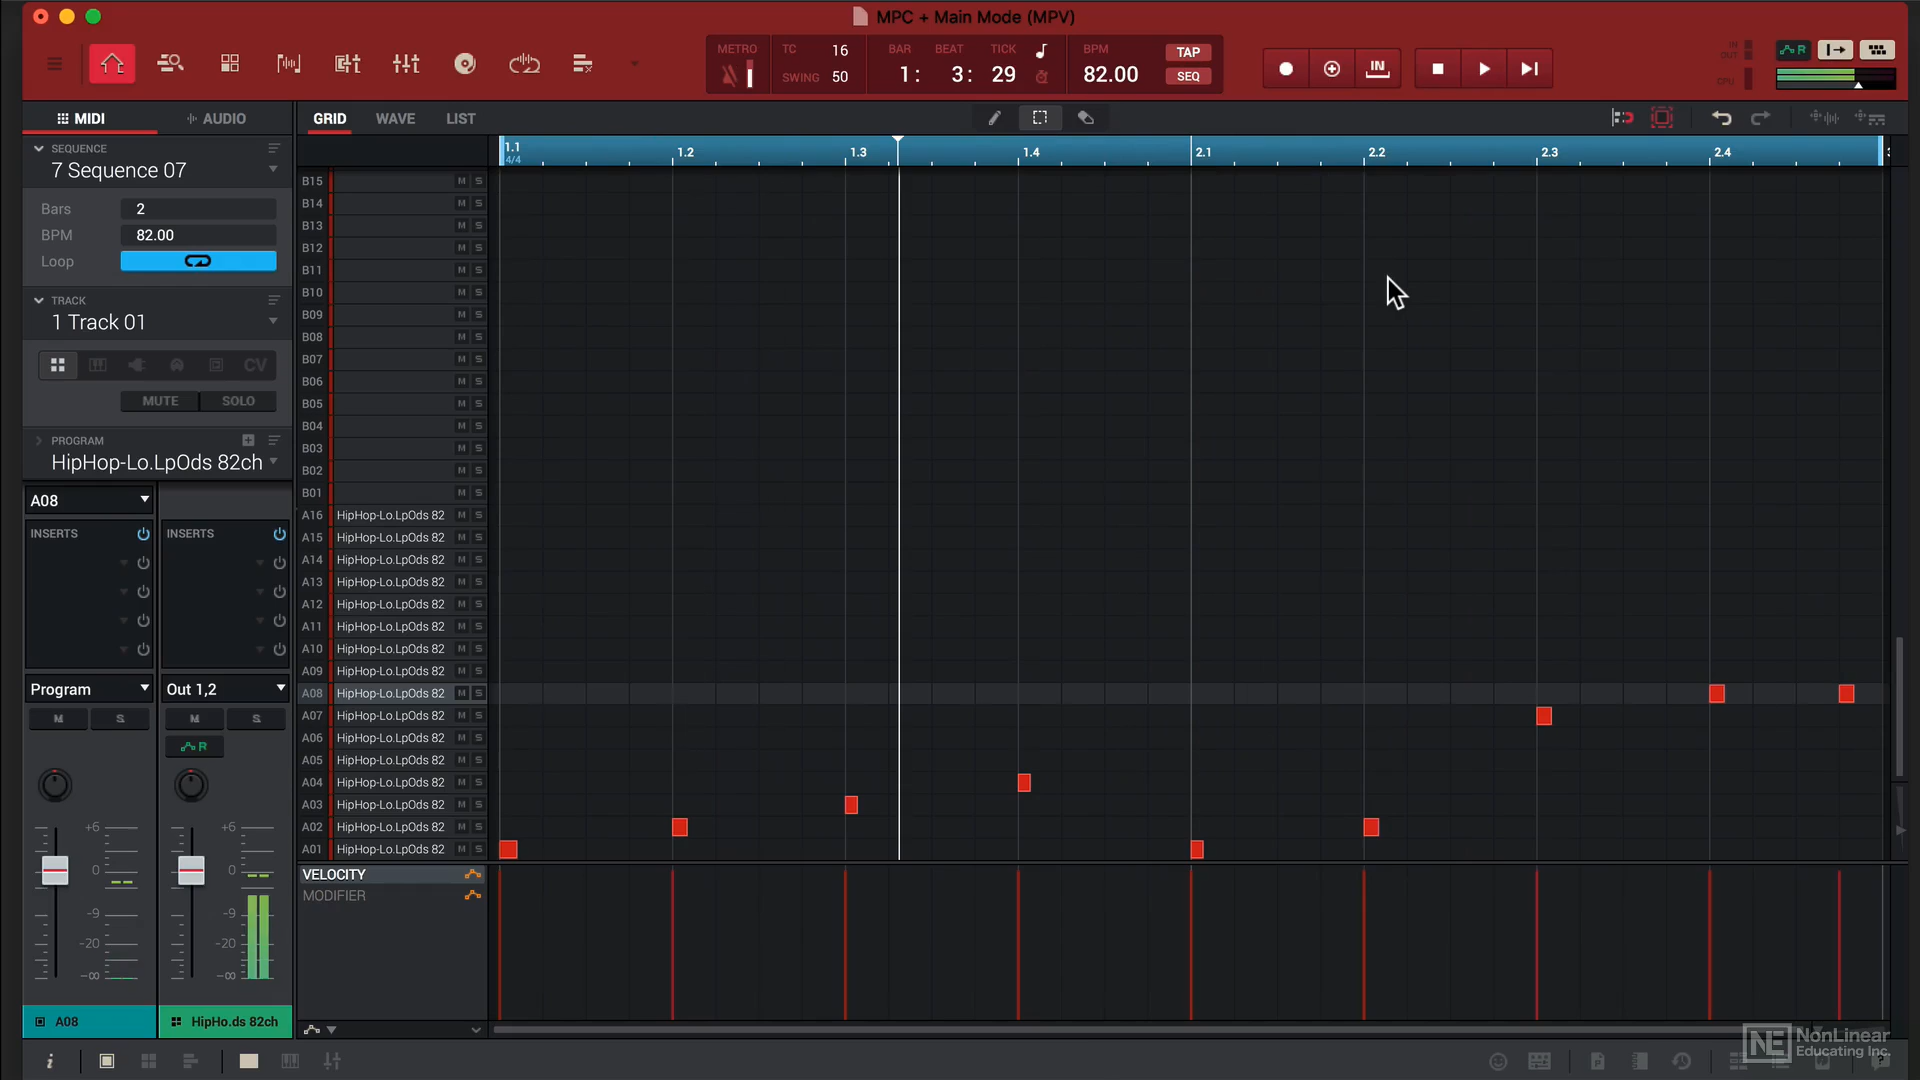 MPC + Main Mode (MPV)
METRO
TC 16
SWING 50
BAR BEAT TICK
1: 3: 29
BPM
82.00
TAP
SEQ
IN
IN
OUT
CPU
R
MIDI
AUDIO
GRID
WAVE
LIST
SEQUENCE
7 Sequence 07
Bars 2
BPM 82.00
Loop
TRACK
1 Track 01
CV
MUTE SOLO
PROGRAM
HipHop-Lo.LpOds 82ch
A08
INSERTS
INSERTS
Program
Out 1,2
M S
M S
R
+6
0
-9
-20
-∞
+6
0
-9
-20
-∞
A08
HipHo.ds 82ch
1.1 1.2 1.3 1.4 2.1 2.2 2.3 2.4
4/4
B15 M S
B14 M S
B13 M S
B12 M S
B11 M S
B10 M S
B09 M S
B08 M S
B07 M S
B06 M S
B05 M S
B04 M S
B03 M S
B02 M S
B01 M S
A16 HipHop-Lo.LpOds 82 M S
A15 HipHop-Lo.LpOds 82 M S
A14 HipHop-Lo.LpOds 82 M S
A13 HipHop-Lo.LpOds 82 M S
A12 HipHop-Lo.LpOds 82 M S
A11 HipHop-Lo.LpOds 82 M S
A10 HipHop-Lo.LpOds 82 M S
A09 HipHop-Lo.LpOds 82 M S
A08 HipHop-Lo.LpOds 82 M S
A07 HipHop-Lo.LpOds 82 M S
A06 HipHop-Lo.LpOds 82 M S
A05 HipHop-Lo.LpOds 82 M S
A04 HipHop-Lo.LpOds 82 M S
A03 HipHop-Lo.LpOds 82 M S
A02 HipHop-Lo.LpOds 82 M S
A01 HipHop-Lo.LpOds 82 M S
VELOCITY
MODIFIER
i
NE NonLinear
Educating Inc.